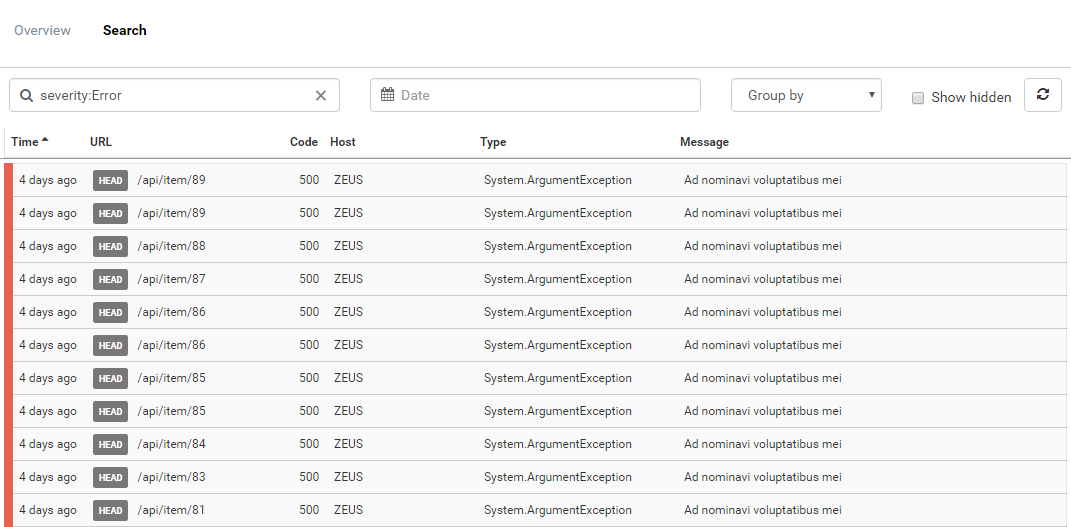 Overview Search
severity:Error Date Group by Show hidden
Time URL Code Host Type Message
4 days ago HEAD /api/item/89 500 ZEUS System.ArgumentException Ad nominavi voluptatibus mei
4 days ago HEAD /api/item/89 500 ZEUS System.ArgumentException Ad nominavi voluptatibus mei
4 days ago HEAD /api/item/88 500 ZEUS System.ArgumentException Ad nominavi voluptatibus mei
4 days ago HEAD /api/item/87 500 ZEUS System.ArgumentException Ad nominavi voluptatibus mei
4 days ago HEAD /api/item/86 500 ZEUS System.ArgumentException Ad nominavi voluptatibus mei
4 days ago HEAD /api/item/86 500 ZEUS System.ArgumentException Ad nominavi voluptatibus mei
4 days ago HEAD /api/item/85 500 ZEUS System.ArgumentException Ad nominavi voluptatibus mei
4 days ago HEAD /api/item/85 500 ZEUS System.ArgumentException Ad nominavi voluptatibus mei
4 days ago HEAD /api/item/84 500 ZEUS System.ArgumentException Ad nominavi voluptatibus mei
4 days ago HEAD /api/item/83 500 ZEUS System.ArgumentException Ad nominavi voluptatibus mei
4 days ago HEAD /api/item/81 500 ZEUS System.ArgumentException Ad nominavi voluptatibus mei